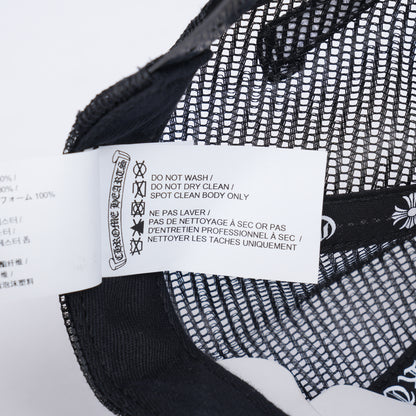 CHROME HEARTS
DO NOT WASH /
DO NOT DRY CLEAN /
SPOT CLEAN BODY ONLY
NE PAS LAVER /
PAS DE NETTOYAGE À SEC OR PAS
D'ENTRETIEN PROFESSIONNEL À SEC /
NETTOYER LES TACHES UNIQUEMENT
0%
0%
フォーム 100%